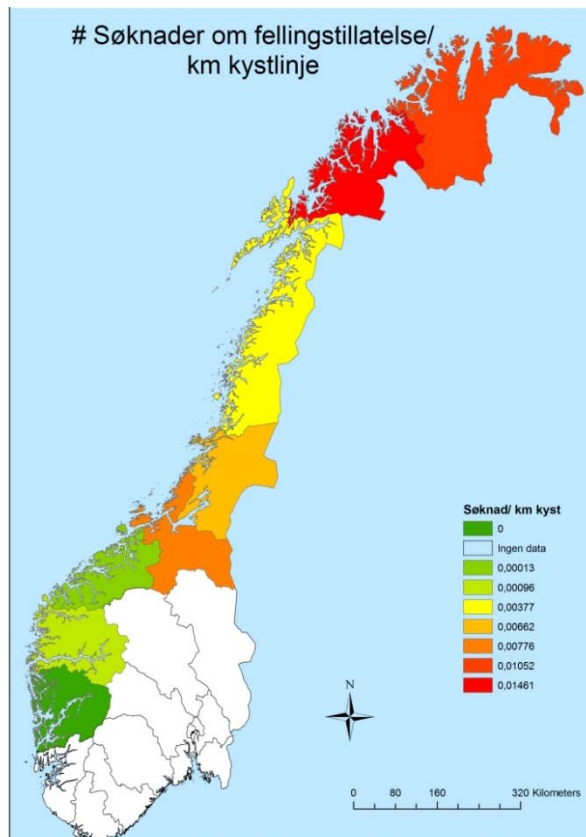 # Søknader om fellingstillatelse/
km kystlinje
Søknad/ km kyst
0
Ingen data
0,00013
0,00096
0,00377
0,00662
0,00776
0,01052
0,01461
N
0 80 160 320 Kilometers